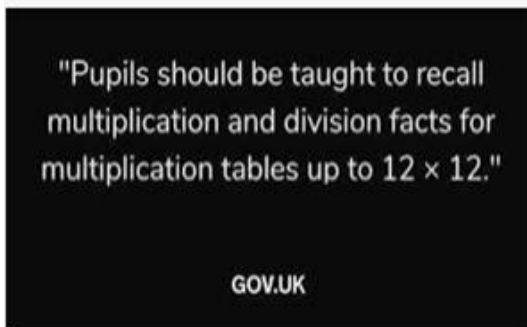 "Pupils should be taught to recall
multiplication and division facts for
multiplication tables up to 12 × 12."
GOV.UK